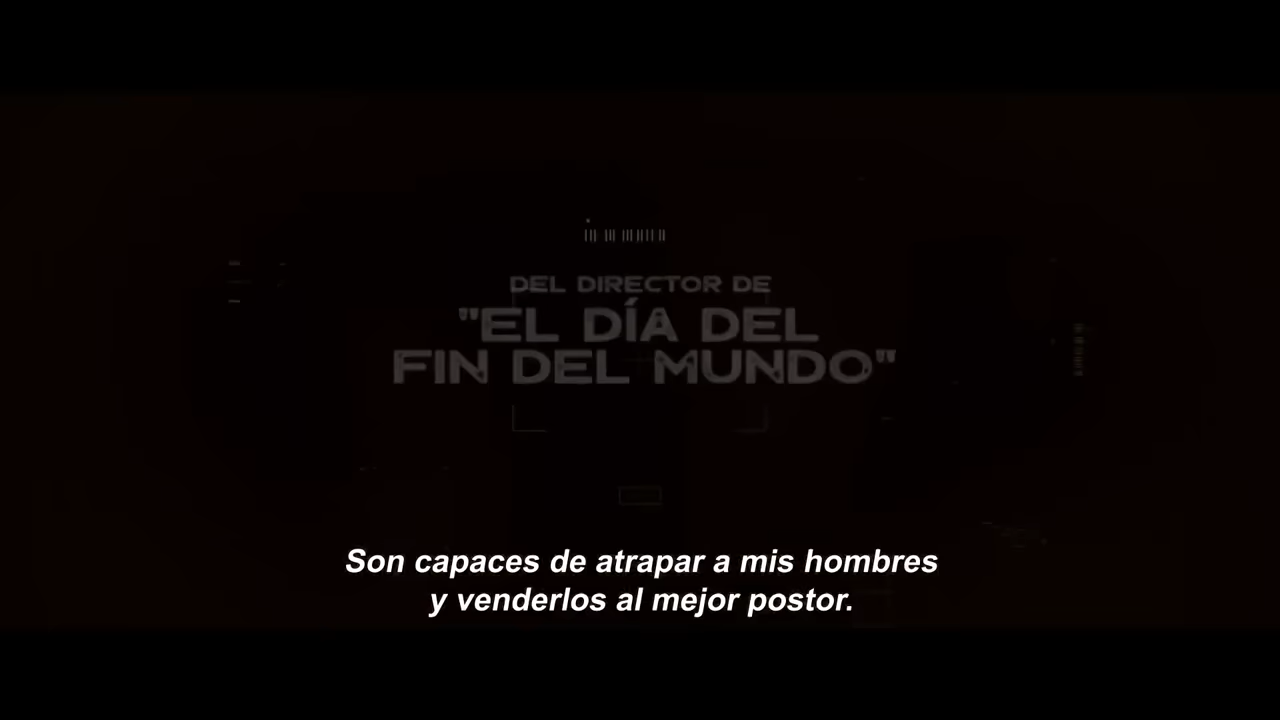 DEL DIRECTOR DE
"EL DÍA DEL
FIN DEL MUNDO"
Son capaces de atrapar a mis hombres
y venderlos al mejor postor.